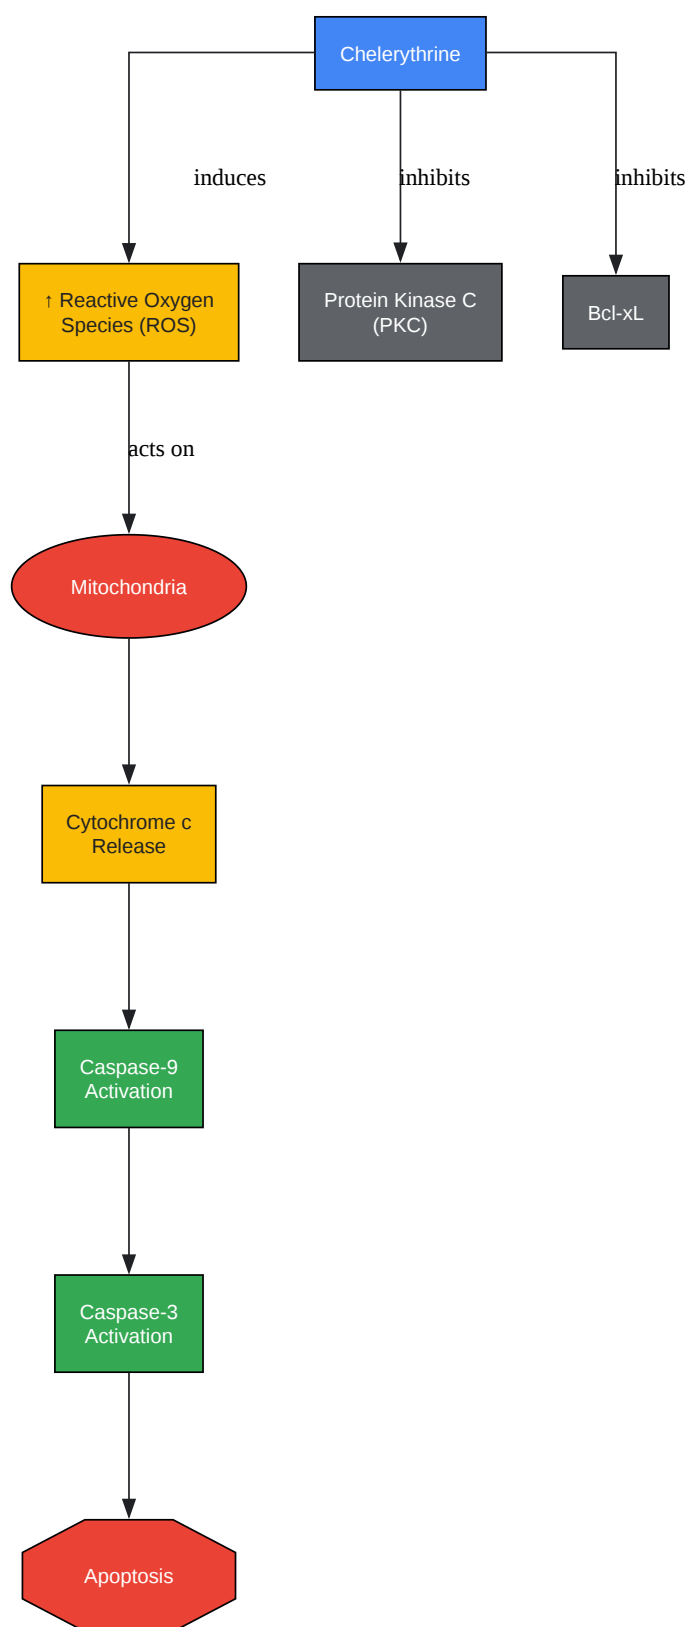 Chelerythrine
induces
inhibits
inhibits
↑ Reactive Oxygen
Species (ROS)
Protein Kinase C
(PKC)
Bcl-xL
acts on
Mitochondria
Cytochrome c
Release
Caspase-9
Activation
Caspase-3
Activation
Apoptosis